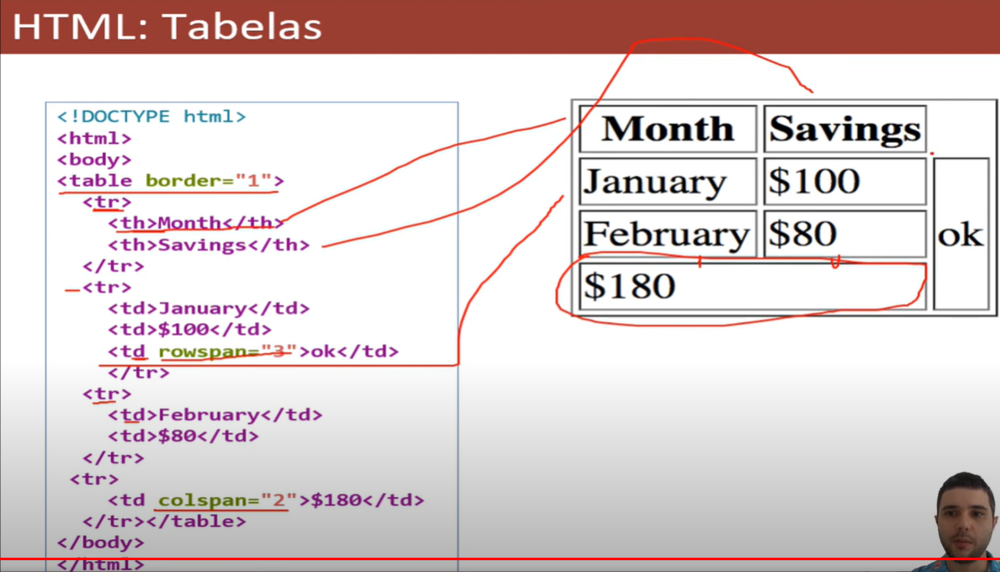 HTML: Tabelas
<!DOCTYPE html>
<html>
<body>
<table border="1">
<tr>
<th>Month</th>
<th>Savings</th>
</tr>
<tr>
<td>January</td>
<td>$100</td>
<td rowspan="3">ok</td>
</tr>
<tr>
<td>February</td>
<td>$80</td>
</tr>
<tr>
<td colspan="2">$180</td>
</tr></table>
</body>
</html>
Month Savings
January $100
February $80 ok
$180